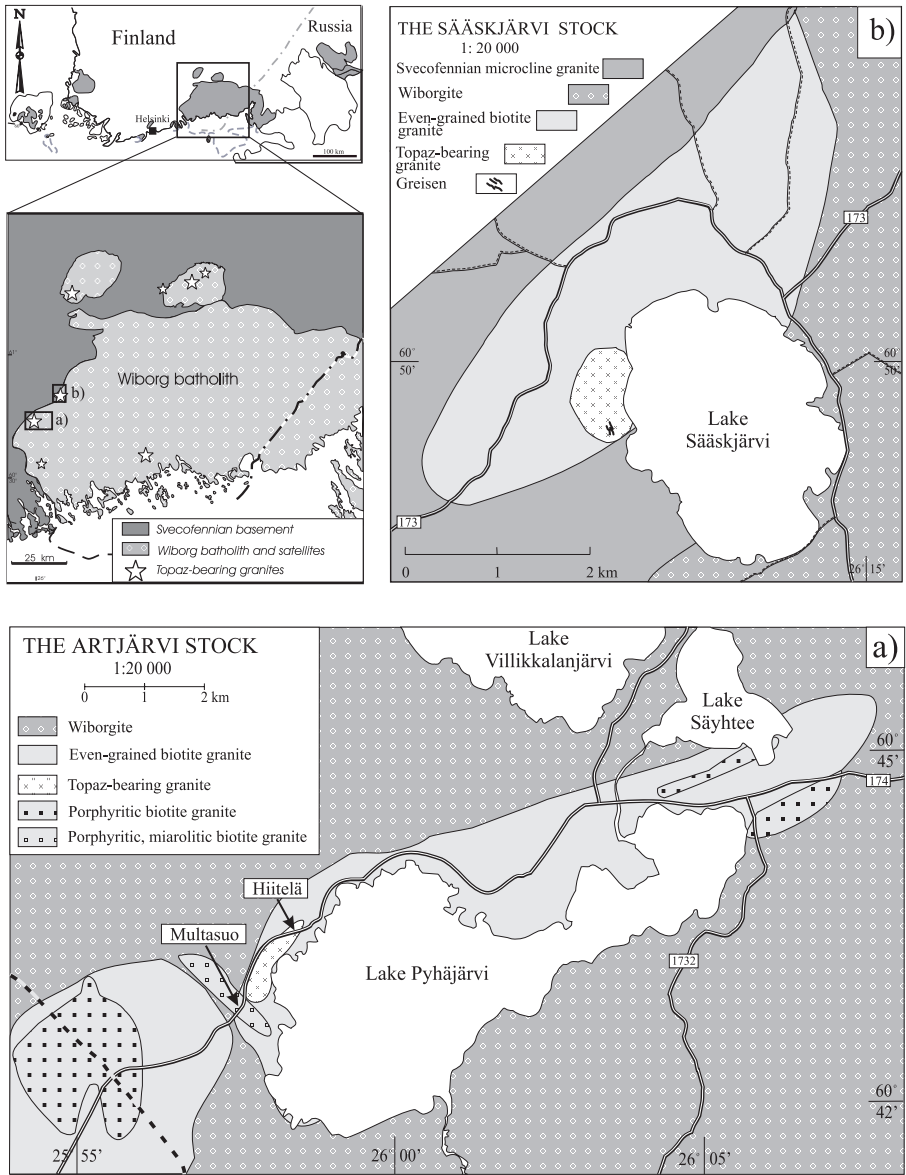 N
Finland
Russia
Helsinki
100 km
Wiborg batholith
b)
a)
Svecofennian basement
Wiborg batholith and satellites
Topaz-bearing granites
25 km
b)
THE SÄÄSKJÄRVI STOCK
1: 20 000
Svecofennian microcline granite
Wiborgite
Even-grained biotite
granite
Topaz-bearing
granite
Greisen
173
60°
50'
60°
50'
Lake
Sääskjärvi
173
0 1 2 km
26° 15'
a)
THE ARTJÄRVI STOCK
1:20 000
0 1 2 km
Wiborgite
Even-grained biotite granite
Topaz-bearing granite
Porphyritic biotite granite
Porphyritic, miarolitic biotite granite
Lake
Villikkalanjärvi
Lake
Säyhtee
60°
45'
174
Hiitelä
Multasuo
Lake Pyhäjärvi
1732
60°
42'
25° 55'
26° 00'
26° 05'